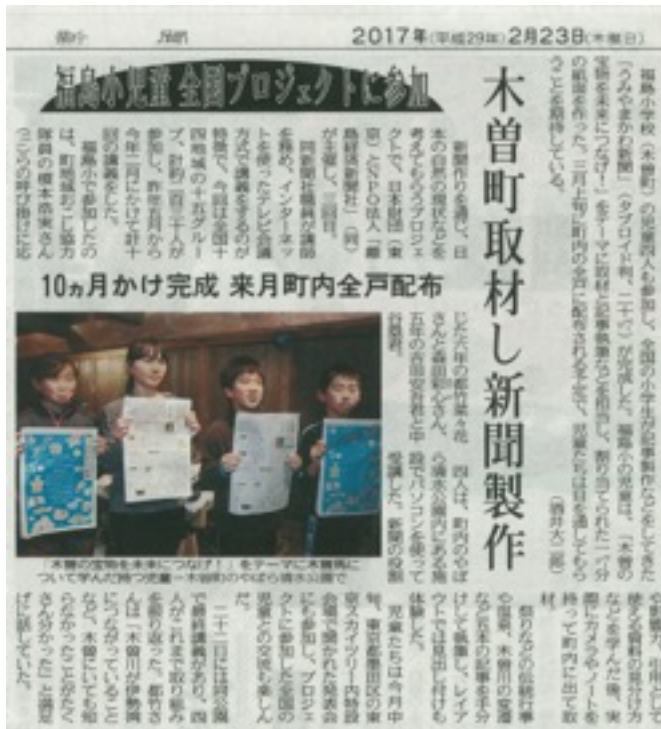 新聞
2017年(平成29年)2月23日(木曜日)
福島小児童 全国プロジェクトに参加
木曽町取材し新聞製作
10ヵ月かけ完成 来月町内全戸配布
福島小学校(木曽町)の児童四人も参加し、全国の小学生が記事製作などをしてきた
「うみやまかわ新聞」(タブロイド判、二十六㌻)が完成した。福島小の児童は、「木曽の
宝物を未来につなげ!」をテーマに取材と記事執筆などを担当し、割り当てられた一㌻分
の紙面を作った。三月上旬に町内の全戸に配布される予定で、児童たちは目を通してもら
うことを期待している。
(酒井大二郎)
新聞作りを通し、日
本の自然の現状などを
考えてもらうプロジェ
クトで、日本財団(東
京)とNPO法人「離
島経済新聞社」(同)
が主催し、三回目。
同新聞社職員が講師
を務め、インターネッ
トを使ったテレビ会議
方式で講義をするのが
特徴で、今回は全国十
四地域の十五グルー
プ、計約二百三十人が
参加し、昨年五月から
今年二月にかけて計十
回の講義をした。
福島小で参加したの
は、町地域おこし協力
隊員の榎本奈実さん
の呼び掛けに応
じた六年の都竹菜々花
さんと森田彩心さん、
五年の吉田安吾君と中
谷晃君。
四人は、町内のやぼ
ら清水公園内にある施
設でパソコンを使って
受講した。新聞の役割
や影響力、引用として
使える資料の見分け方
などを学んだ後、実
際にカメラやノートを
持って町内に出て取
材。
祭りなどの伝統行事
や温泉、木曽川の変遷
など五本の記事を手分
けして執筆し、レイア
ウトでは見出し付けも
体験した。
児童たちは今月中
旬、東京都墨田区の東
京スカイツリー内特設
会場で開かれた発表会
にも参加し、プロジェ
クトに参加した全国の
児童との交流も楽しん
だ。
二十二日には同公園
で最終講義があり、四
人がこれまで取り組み
を振り返った。都竹さ
んは「木曽川が伊勢湾
につながっていること
など、木曽にいても知
らなかったことがたく
さん分かった」と満足
げに話していた。
「木曽の宝物を未来につなげ!」をテーマに木曽馬に
ついて学んだ持つ児童=木曽町のやぼら清水公園で